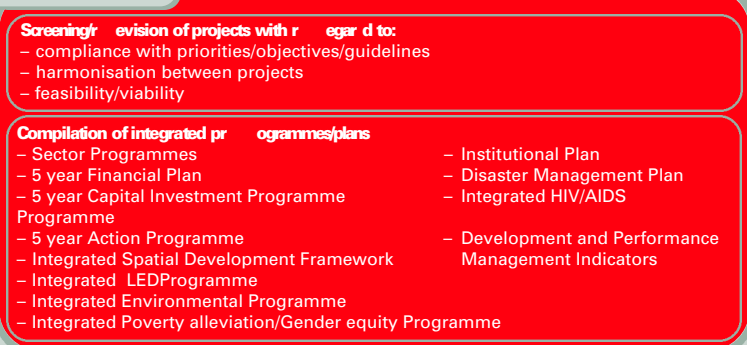 Screening/r evision of projects with r egar d to:
– compliance with priorities/objectives/guidelines
– harmonisation between projects
– feasibility/viability
Compilation of integrated pr ogrammes/plans
– Sector Programmes – Institutional Plan
– 5 year Financial Plan – Disaster Management Plan
– 5 year Capital Investment Programme – Integrated HIV/AIDS
Programme
– 5 year Action Programme – Development and Performance
– Integrated Spatial Development Framework Management Indicators
– Integrated LEDProgramme
– Integrated Environmental Programme
– Integrated Poverty alleviation/Gender equity Programme